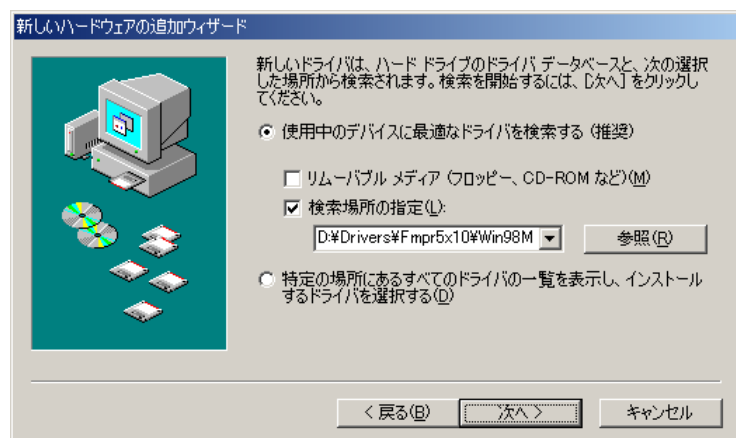 新しいハードウェアの追加ウィザード
新しいドライバは、ハード ドライブのドライバ データベースと、次の選択
した場所から検索されます。検索を開始するには、[次へ] をクリックし
てください。
使用中のデバイスに最適なドライバを検索する (推奨)
リムーバブル メディア (フロッピー、CD-ROM など)(M)
検索場所の指定(L):
D:¥Drivers¥Fmpr5x10¥Win98M
参照(R)
特定の場所にあるすべてのドライバの一覧を表示し、インストール
するドライバを選択する(D)
< 戻る(B)
次へ >
キャンセル